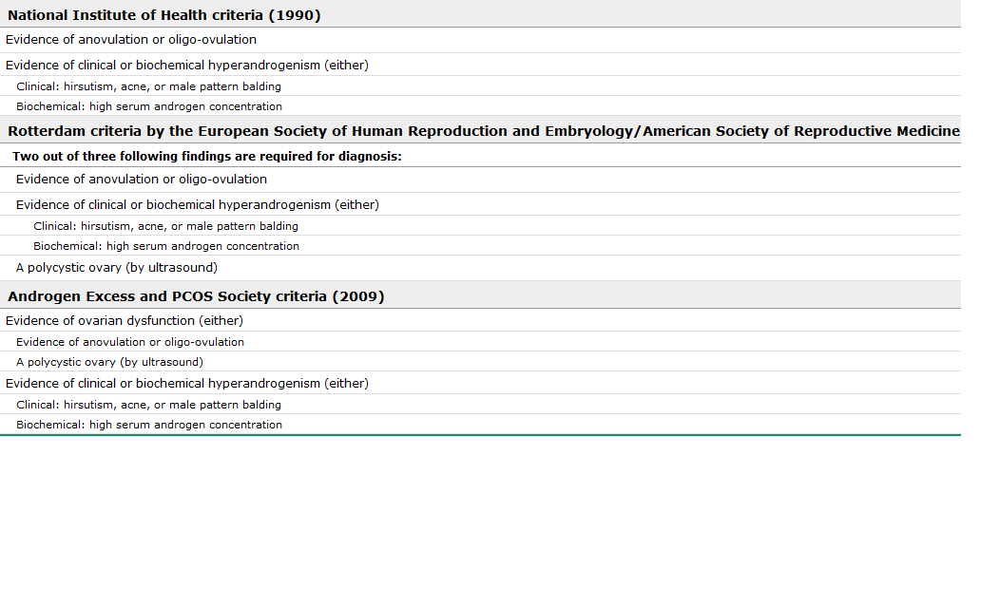 National Institute of Health criteria (1990)
Evidence of anovulation or oligo-ovulation
Evidence of clinical or biochemical hyperandrogenism (either)
Clinical: hirsutism, acne, or male pattern balding
Biochemical: high serum androgen concentration
Rotterdam criteria by the European Society of Human Reproduction and Embryology/American Society of Reproductive Medicine
Two out of three following findings are required for diagnosis:
Evidence of anovulation or oligo-ovulation
Evidence of clinical or biochemical hyperandrogenism (either)
Clinical: hirsutism, acne, or male pattern balding
Biochemical: high serum androgen concentration
A polycystic ovary (by ultrasound)
Androgen Excess and PCOS Society criteria (2009)
Evidence of ovarian dysfunction (either)
Evidence of anovulation or oligo-ovulation
A polycystic ovary (by ultrasound)
Evidence of clinical or biochemical hyperandrogenism (either)
Clinical: hirsutism, acne, or male pattern balding
Biochemical: high serum androgen concentration